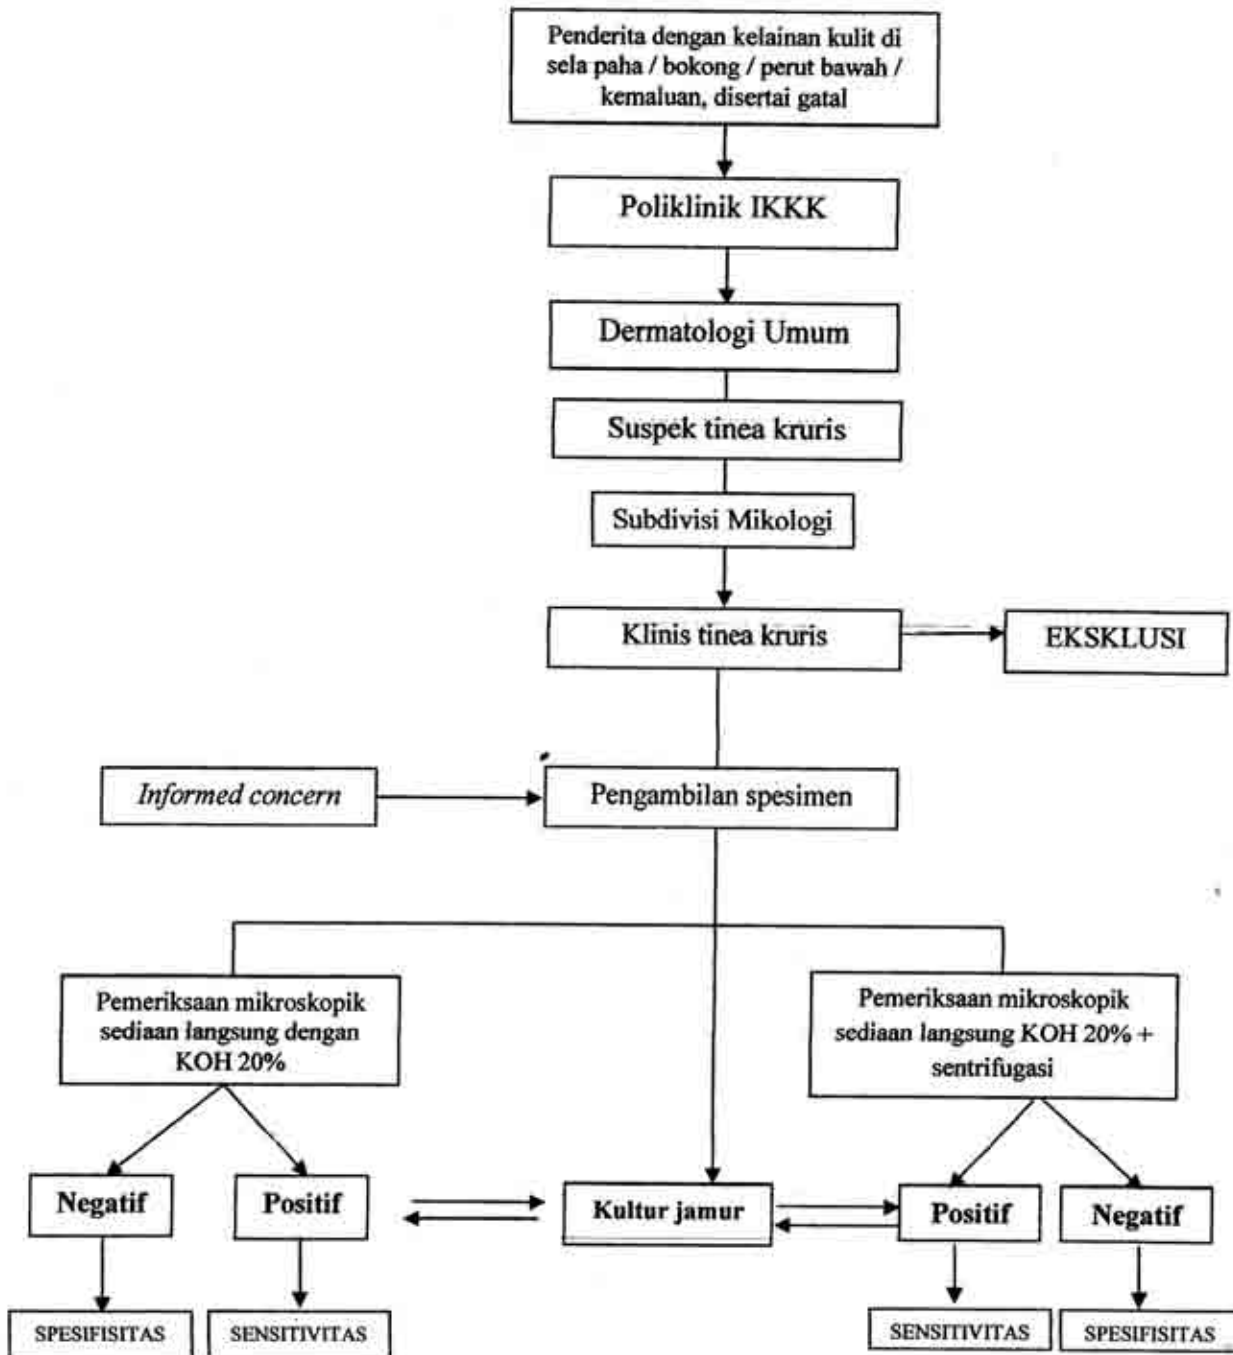 Penderita dengan kelainan kulit di
sela paha / bokong / perut bawah /
kemaluan, disertai gatal
Poliklinik IKKK
Dermatologi Umum
Suspek tinea kruris
Subdivisi Mikologi
Klinis tinea kruris
EKSKLUSI
Informed concern
Pengambilan spesimen
Pemeriksaan mikroskopik
sediaan langsung dengan
KOH 20%
Pemeriksaan mikroskopik
sediaan langsung KOH 20% +
sentrifugasi
Negatif
Positif
Kultur jamur
Positif
Negatif
SPESIFISITAS
SENSITIVITAS
SENSITIVITAS
SPESIFISITAS